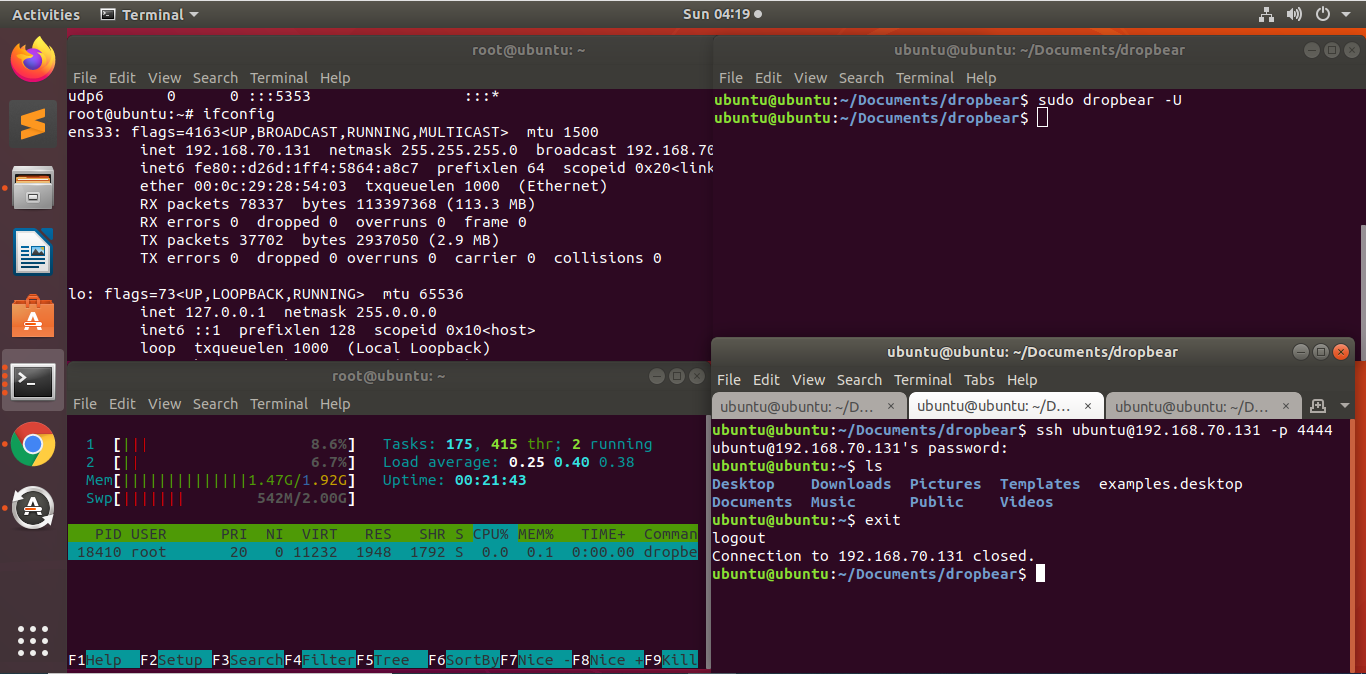 Activities Terminal Sun 04:19
root@ubuntu: ~
File Edit View Search Terminal Help
udp6 0 0 :::5353 :::*
root@ubuntu:~# ifconfig
ens33: flags=4163<UP,BROADCAST,RUNNING,MULTICAST> mtu 1500
inet 192.168.70.131 netmask 255.255.255.0 broadcast 192.168.70
inet6 fe80::d26d:1ff4:5864:a8c7 prefixlen 64 scopeid 0x20<link
ether 00:0c:29:28:54:03 txqueuelen 1000 (Ethernet)
RX packets 78337 bytes 113397368 (113.3 MB)
RX errors 0 dropped 0 overruns 0 frame 0
TX packets 37702 bytes 2937050 (2.9 MB)
TX errors 0 dropped 0 overruns 0 carrier 0 collisions 0
lo: flags=73<UP,LOOPBACK,RUNNING> mtu 65536
inet 127.0.0.1 netmask 255.0.0.0
inet6 ::1 prefixlen 128 scopeid 0x10<host>
loop txqueuelen 1000 (Local Loopback)
ubuntu@ubuntu: ~/Documents/dropbear
File Edit View Search Terminal Help
ubuntu@ubuntu:~/Documents/dropbear$ sudo dropbear -U
ubuntu@ubuntu:~/Documents/dropbear$
root@ubuntu: ~
File Edit View Search Terminal Help
1 [||| 8.6%] Tasks: 175, 415 thr; 2 running
2 [|| 6.7%] Load average: 0.25 0.40 0.38
Mem[||||||||||||||1.47G/1.92G] Uptime: 00:21:43
Swp[||||||| 542M/2.00G]
PID USER PRI NI VIRT RES SHR S CPU% MEM% TIME+ Comman
18410 root 20 0 11232 1948 1792 S 0.0 0.1 0:00.00 dropbe
F1Help F2Setup F3SearchF4FilterF5Tree F6SortByF7Nice -F8Nice +F9Kill
ubuntu@ubuntu: ~/Documents/dropbear
File Edit View Search Terminal Tabs Help
ubuntu@ubuntu: ~/D... × ubuntu@ubuntu: ~/D... × ubuntu@ubuntu: ~/D... ×
ubuntu@ubuntu:~/Documents/dropbear$ ssh ubuntu@192.168.70.131 -p 4444
ubuntu@192.168.70.131's password:
ubuntu@ubuntu:~$ ls
Desktop Downloads Pictures Templates examples.desktop
Documents Music Public Videos
ubuntu@ubuntu:~$ exit
logout
Connection to 192.168.70.131 closed.
ubuntu@ubuntu:~/Documents/dropbear$